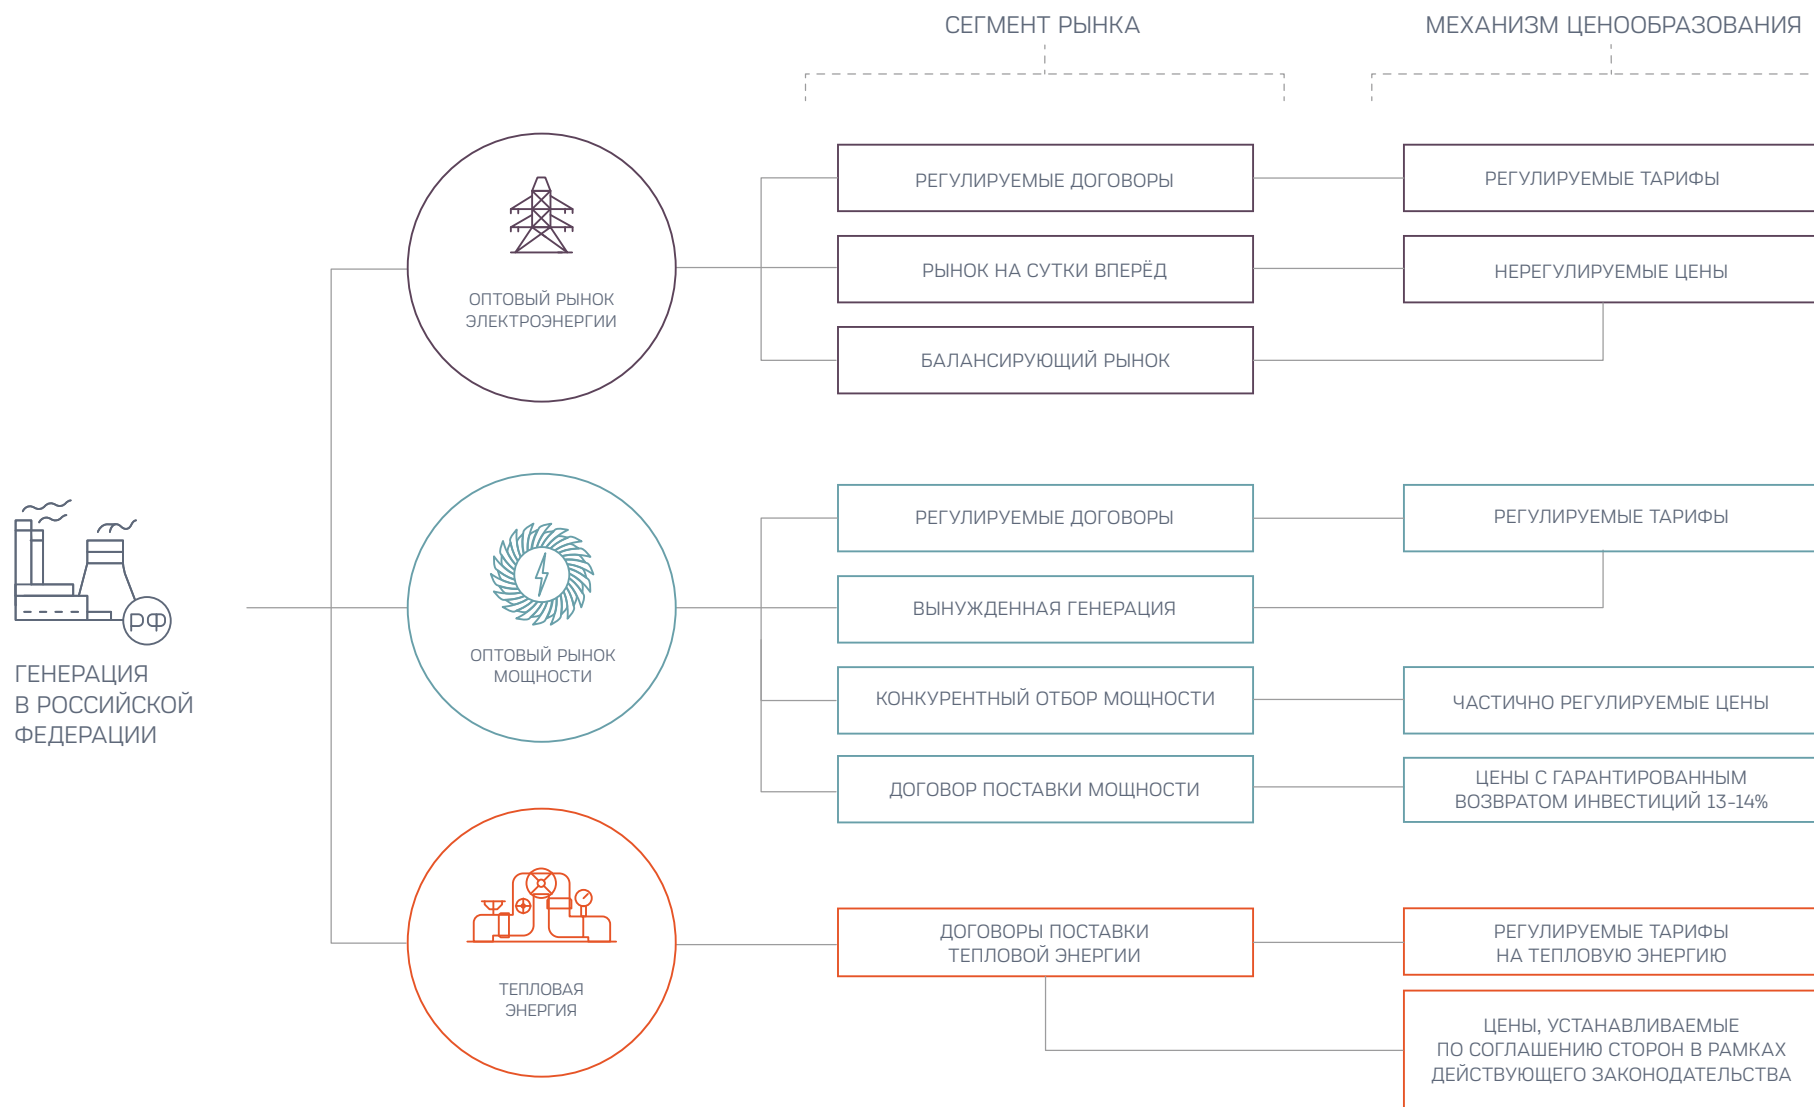 СЕГМЕНТ РЫНКА
МЕХАНИЗМ ЦЕНООБРАЗОВАНИЯ
ОПТОВЫЙ РЫНОК
ЭЛЕКТРОЭНЕРГИИ
РЕГУЛИРУЕМЫЕ ДОГОВОРЫ
РЕГУЛИРУЕМЫЕ ТАРИФЫ
РЫНОК НА СУТКИ ВПЕРЁД
НЕРЕГУЛИРУЕМЫЕ ЦЕНЫ
БАЛАНСИРУЮЩИЙ РЫНОК
РФ
ГЕНЕРАЦИЯ
В РОССИЙСКОЙ
ФЕДЕРАЦИИ
ОПТОВЫЙ РЫНОК
МОЩНОСТИ
РЕГУЛИРУЕМЫЕ ДОГОВОРЫ
РЕГУЛИРУЕМЫЕ ТАРИФЫ
ВЫНУЖДЕННАЯ ГЕНЕРАЦИЯ
КОНКУРЕНТНЫЙ ОТБОР МОЩНОСТИ
ЧАСТИЧНО РЕГУЛИРУЕМЫЕ ЦЕНЫ
ДОГОВОР ПОСТАВКИ МОЩНОСТИ
ЦЕНЫ С ГАРАНТИРОВАННЫМ
ВОЗВРАТОМ ИНВЕСТИЦИЙ 13-14%
ТЕПЛОВАЯ
ЭНЕРГИЯ
ДОГОВОРЫ ПОСТАВКИ
ТЕПЛОВОЙ ЭНЕРГИИ
РЕГУЛИРУЕМЫЕ ТАРИФЫ
НА ТЕПЛОВУЮ ЭНЕРГИЮ
ЦЕНЫ, УСТАНАВЛИВАЕМЫЕ
ПО СОГЛАШЕНИЮ СТОРОН В РАМКАХ
ДЕЙСТВУЮЩЕГО ЗАКОНОДАТЕЛЬСТВА